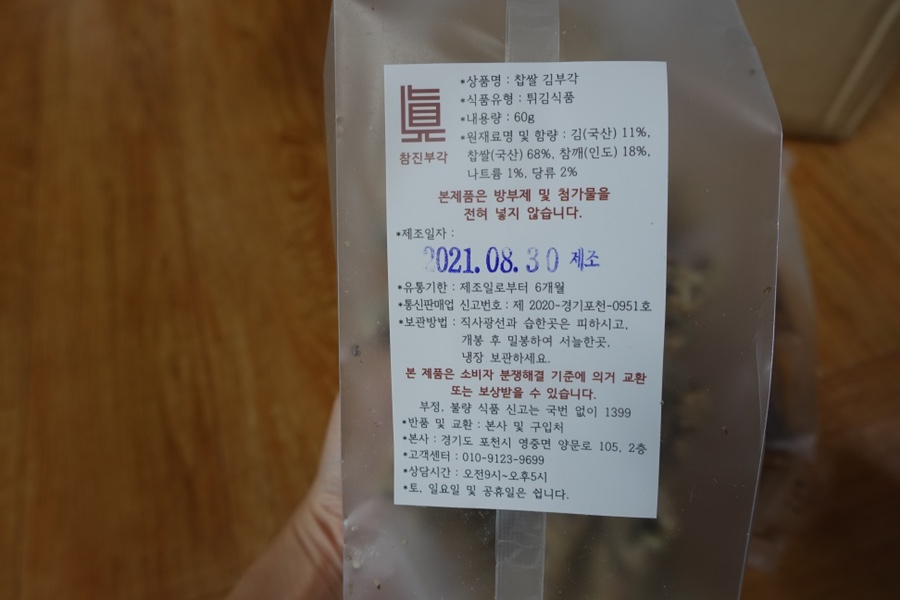 *상품명 : 찹쌀 김부각
*식품유형 : 튀김식품
*내용량 : 60g
*원재료명 및 함량 : 김(국산) 11%,
찹쌀(국산) 68%, 참깨(인도) 18%,
나트륨 1%, 당류 2%
眞
참진부각
본제품은 방부제 및 첨가물을
전혀 넣지 않습니다.
*제조일자 :
2021.08.30 제조
*유통기한 : 제조일로부터 6개월
*통신판매업 신고번호 : 제 2020-경기포천-0951호
*보관방법 : 직사광선과 습한곳은 피하시고,
개봉 후 밀봉하여 서늘한곳,
냉장 보관하세요.
본 제품은 소비자 분쟁해결 기준에 의거 교환
또는 보상받을 수 있습니다.
부정, 불량 식품 신고는 국번 없이 1399
*반품 및 교환 : 본사 및 구입처
*본사 : 경기도 포천시 영중면 양문로 105, 2층
*고객센터 : 010-9123-9699
*상담시간 : 오전9시~오후5시
*토, 일요일 및 공휴일은 쉽니다.